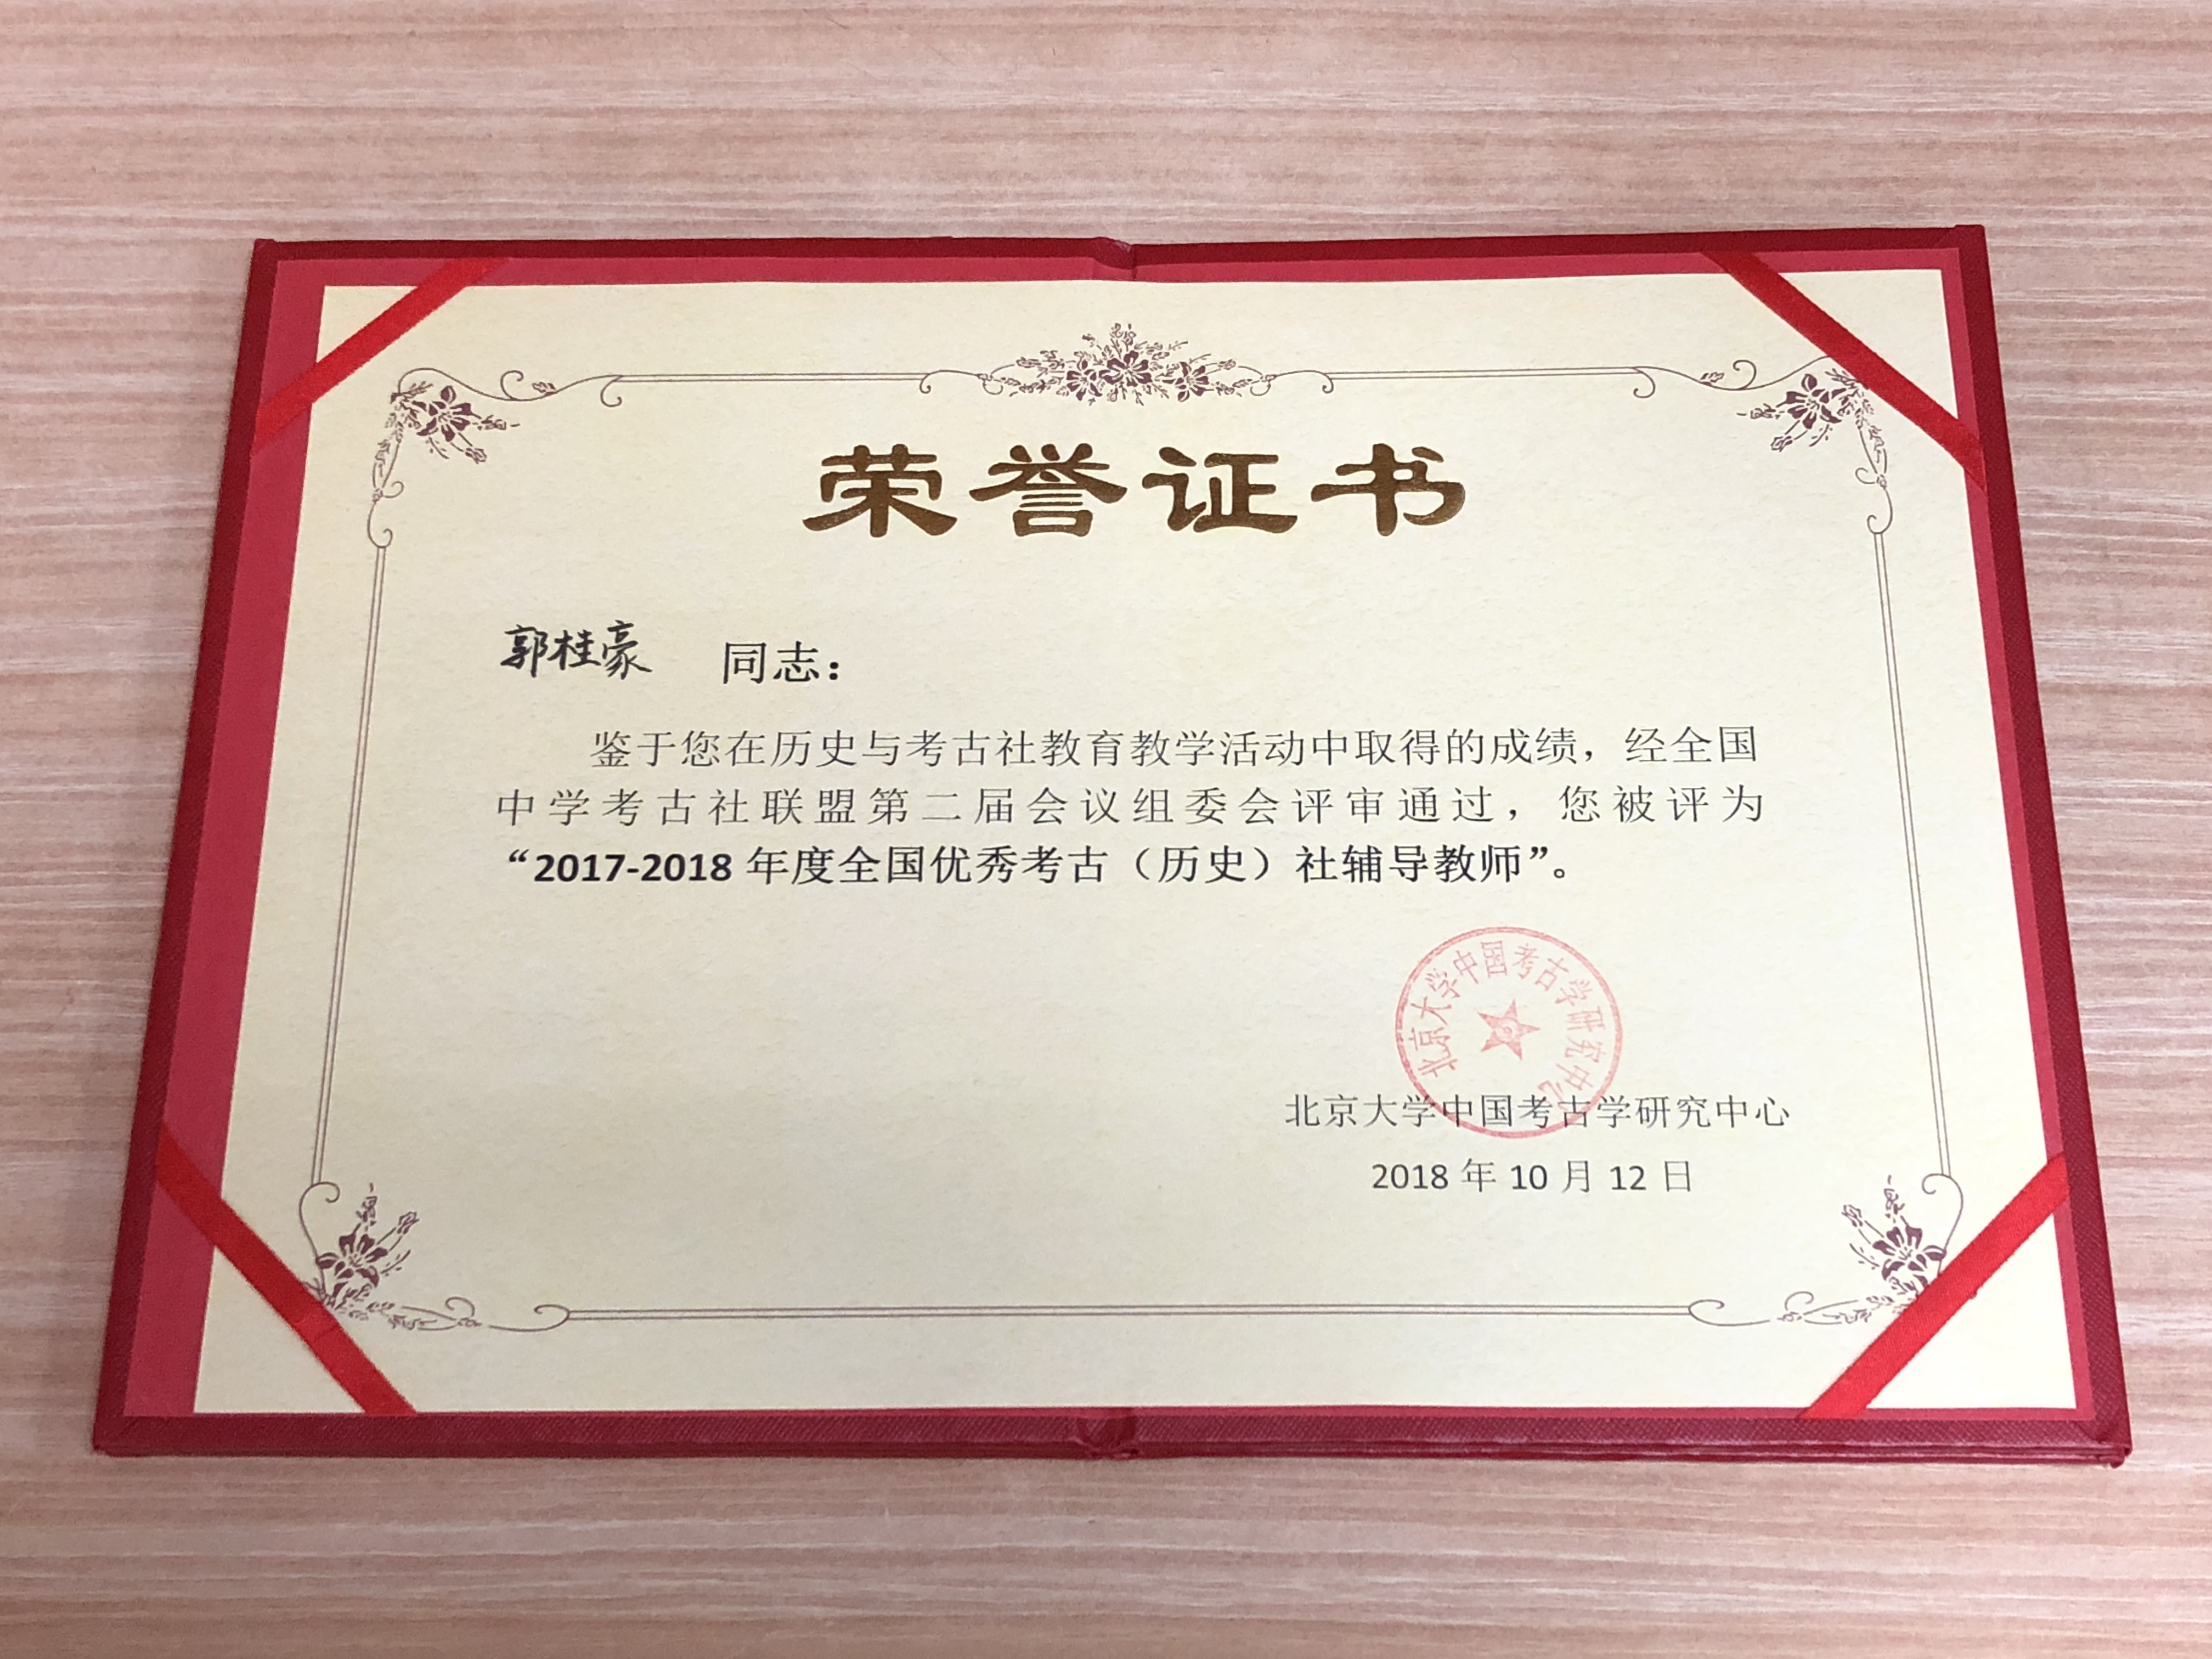 荣誉证书
郭桂豪 同志：
鉴于您在历史与考古社教育教学活动中取得的成绩，经全国
中学考古社联盟第二届会议组委会评审通过，您被评为
“2017-2018 年度全国优秀考古（历史）社辅导教师”。
北京大学中国考古学研究中心
北京大学中国考古学研究中心
2018 年 10 月 12 日